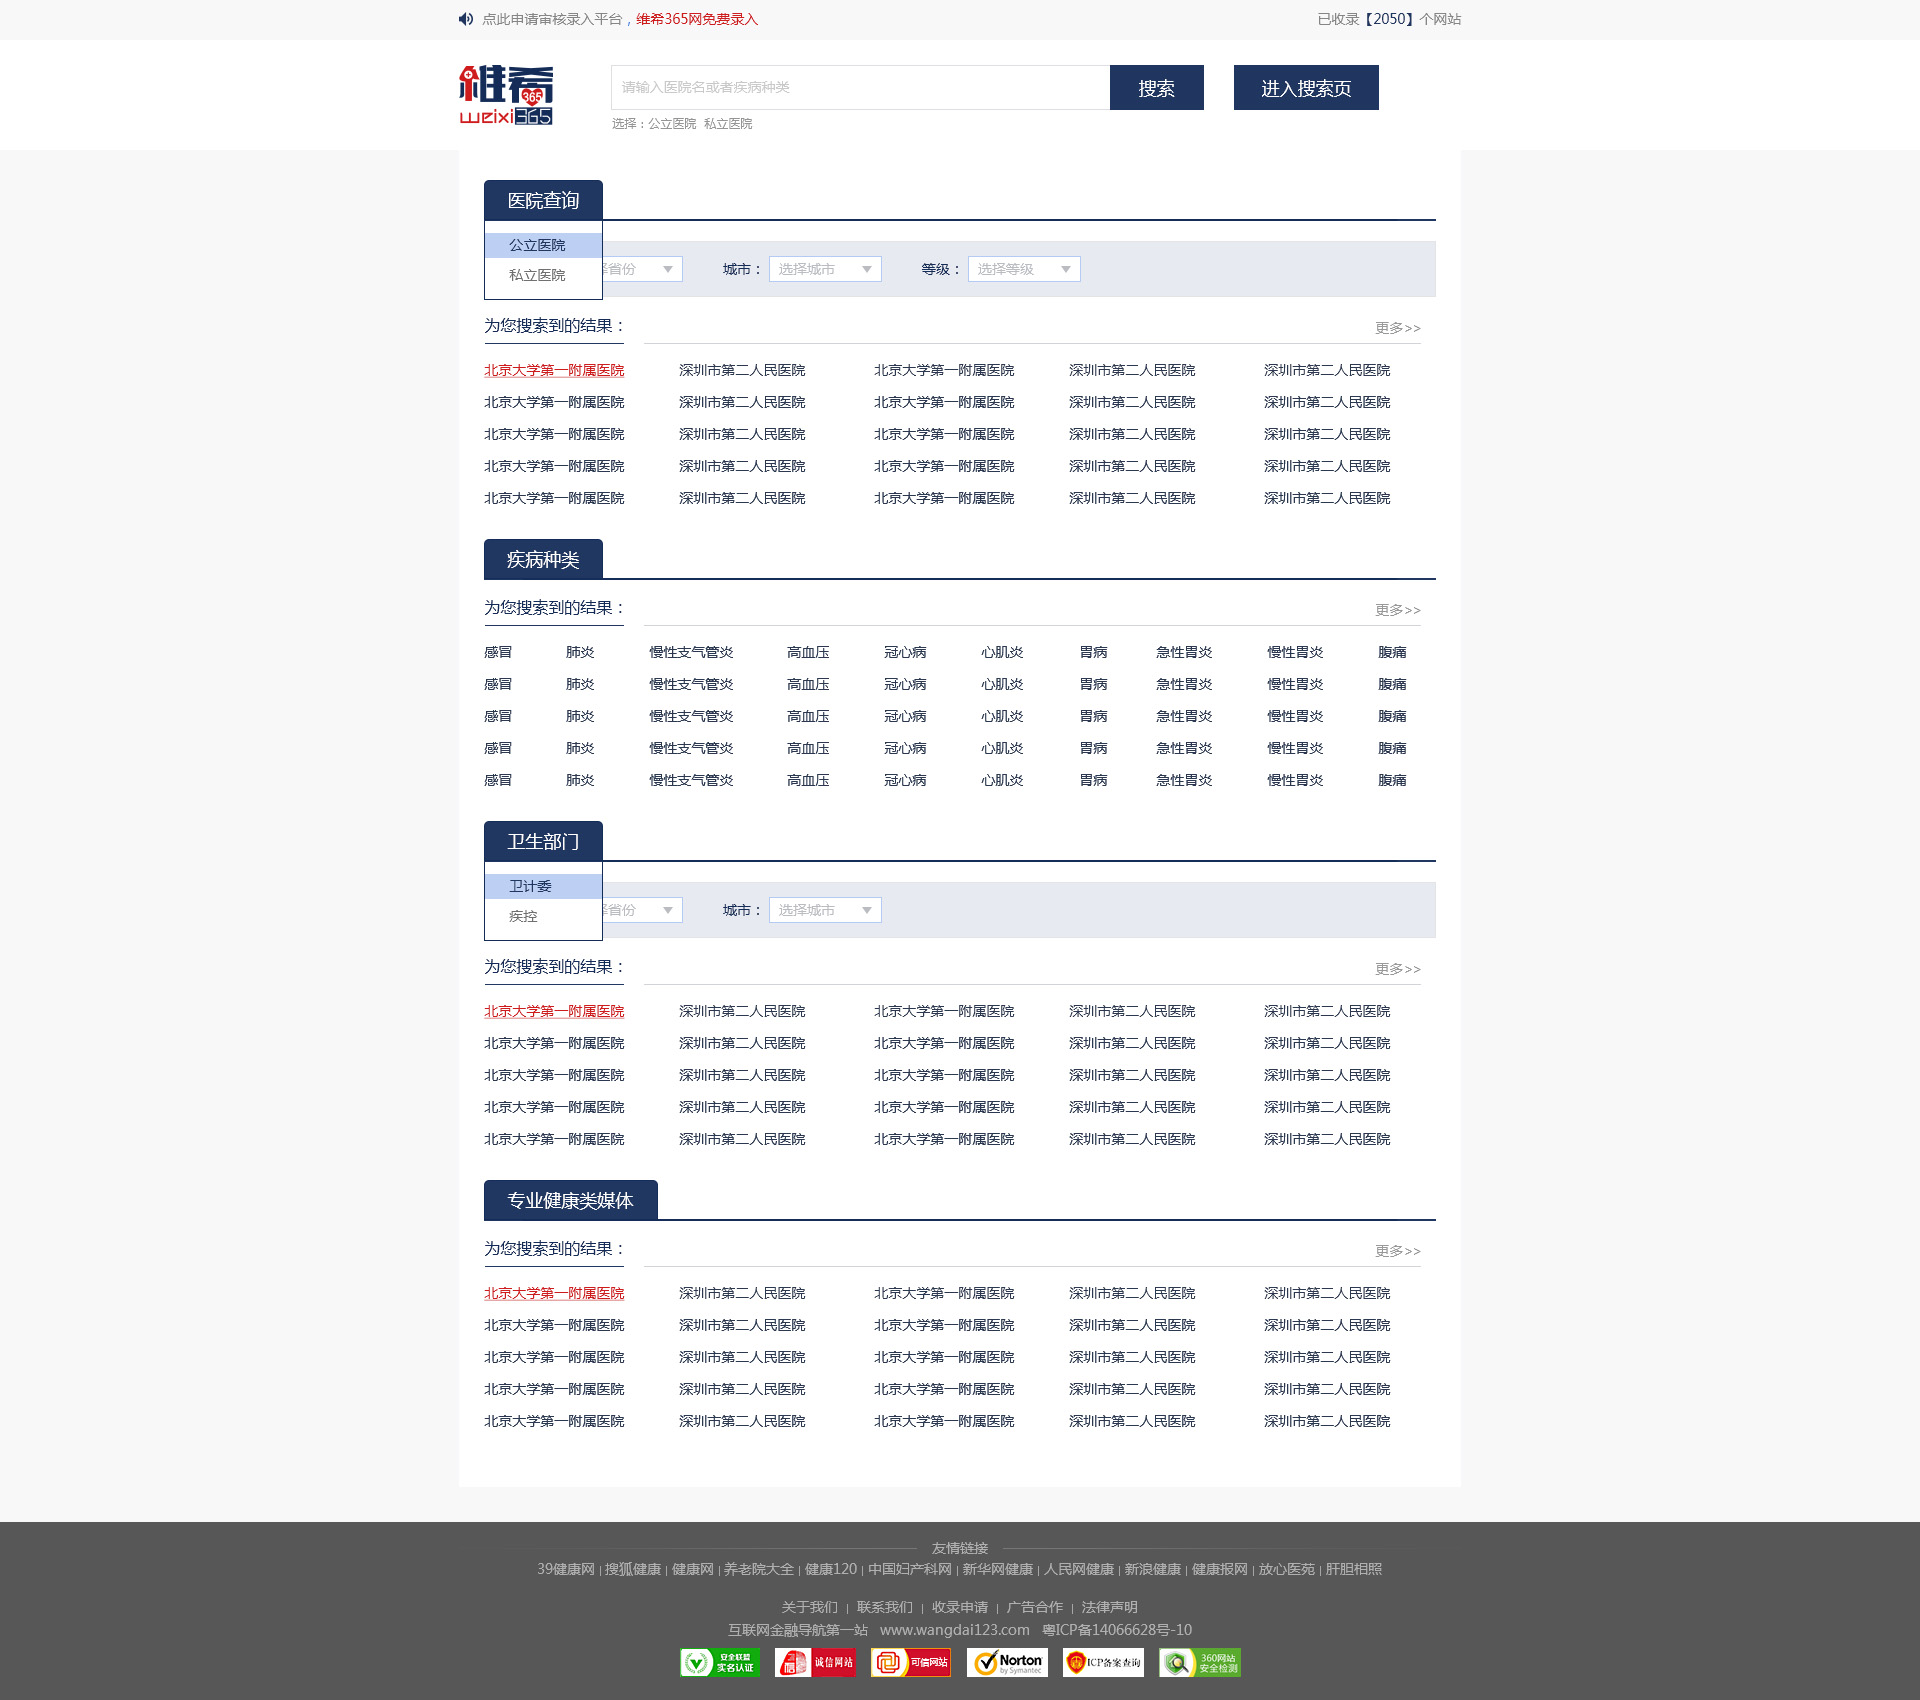 点此申请审核录入平台，维希365网免费录入 已收录【2050】个网站
維希 365
weixi365
请输入医院名或者疾病种类 搜索 进入搜索页
选择：公立医院 私立医院
医院查询
公立医院
私立医院
择省份 城市： 选择城市 等级： 选择等级
为您搜索到的结果： 更多>>
北京大学第一附属医院 深圳市第二人民医院 北京大学第一附属医院 深圳市第二人民医院 深圳市第二人民医院
北京大学第一附属医院 深圳市第二人民医院 北京大学第一附属医院 深圳市第二人民医院 深圳市第二人民医院
北京大学第一附属医院 深圳市第二人民医院 北京大学第一附属医院 深圳市第二人民医院 深圳市第二人民医院
北京大学第一附属医院 深圳市第二人民医院 北京大学第一附属医院 深圳市第二人民医院 深圳市第二人民医院
北京大学第一附属医院 深圳市第二人民医院 北京大学第一附属医院 深圳市第二人民医院 深圳市第二人民医院
疾病种类
为您搜索到的结果： 更多>>
感冒 肺炎 慢性支气管炎 高血压 冠心病 心肌炎 胃病 急性胃炎 慢性胃炎 腹痛
感冒 肺炎 慢性支气管炎 高血压 冠心病 心肌炎 胃病 急性胃炎 慢性胃炎 腹痛
感冒 肺炎 慢性支气管炎 高血压 冠心病 心肌炎 胃病 急性胃炎 慢性胃炎 腹痛
感冒 肺炎 慢性支气管炎 高血压 冠心病 心肌炎 胃病 急性胃炎 慢性胃炎 腹痛
感冒 肺炎 慢性支气管炎 高血压 冠心病 心肌炎 胃病 急性胃炎 慢性胃炎 腹痛
卫生部门
卫计委
疾控
择省份 城市： 选择城市
为您搜索到的结果： 更多>>
北京大学第一附属医院 深圳市第二人民医院 北京大学第一附属医院 深圳市第二人民医院 深圳市第二人民医院
北京大学第一附属医院 深圳市第二人民医院 北京大学第一附属医院 深圳市第二人民医院 深圳市第二人民医院
北京大学第一附属医院 深圳市第二人民医院 北京大学第一附属医院 深圳市第二人民医院 深圳市第二人民医院
北京大学第一附属医院 深圳市第二人民医院 北京大学第一附属医院 深圳市第二人民医院 深圳市第二人民医院
北京大学第一附属医院 深圳市第二人民医院 北京大学第一附属医院 深圳市第二人民医院 深圳市第二人民医院
专业健康类媒体
为您搜索到的结果： 更多>>
北京大学第一附属医院 深圳市第二人民医院 北京大学第一附属医院 深圳市第二人民医院 深圳市第二人民医院
北京大学第一附属医院 深圳市第二人民医院 北京大学第一附属医院 深圳市第二人民医院 深圳市第二人民医院
北京大学第一附属医院 深圳市第二人民医院 北京大学第一附属医院 深圳市第二人民医院 深圳市第二人民医院
北京大学第一附属医院 深圳市第二人民医院 北京大学第一附属医院 深圳市第二人民医院 深圳市第二人民医院
北京大学第一附属医院 深圳市第二人民医院 北京大学第一附属医院 深圳市第二人民医院 深圳市第二人民医院
友情链接
39健康网 | 搜狐健康 | 健康网 | 养老院大全 | 健康120 | 中国妇产科网 | 新华网健康 | 人民网健康 | 新浪健康 | 健康报网 | 放心医苑 | 肝胆相照
关于我们 | 联系我们 | 收录申请 | 广告合作 | 法律声明
互联网金融导航第一站 www.wangdai123.com 粤ICP备14066628号-10
安全联盟 实名认证 诚信网站 可信网站 Norton by Symantec ICP备案查询 360网站 安全检测